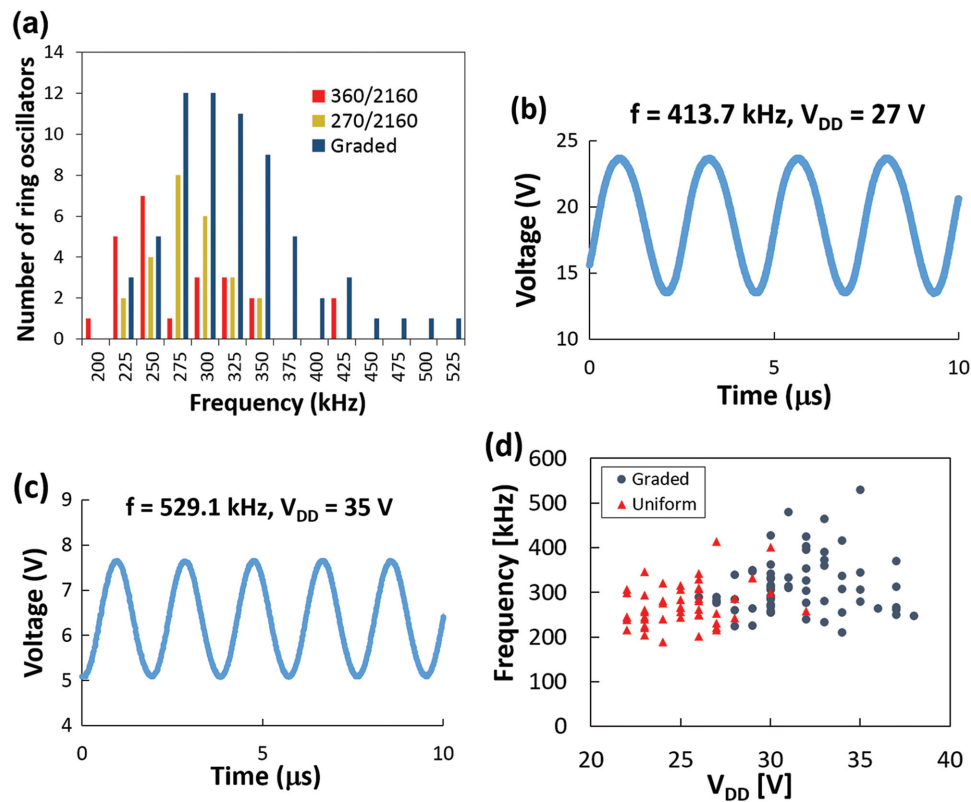 (a)
14
12
10
8
6
4
2
0
Number of ring oscillators
360/2160
270/2160
Graded
200 225 250 275 300 325 350 375 400 425 450 475 500 525
Frequency (kHz)
(b)
f = 413.7 kHz, VDD = 27 V
25
20
15
10
Voltage (V)
0 5 10
Time (μs)
(c)
f = 529.1 kHz, VDD = 35 V
9
8
7
6
5
4
Voltage (V)
0 5 10
Time (μs)
(d)
600
500
400
300
200
100
0
Frequency [kHz]
Graded
Uniform
20 25 30 35 40
VDD [V]